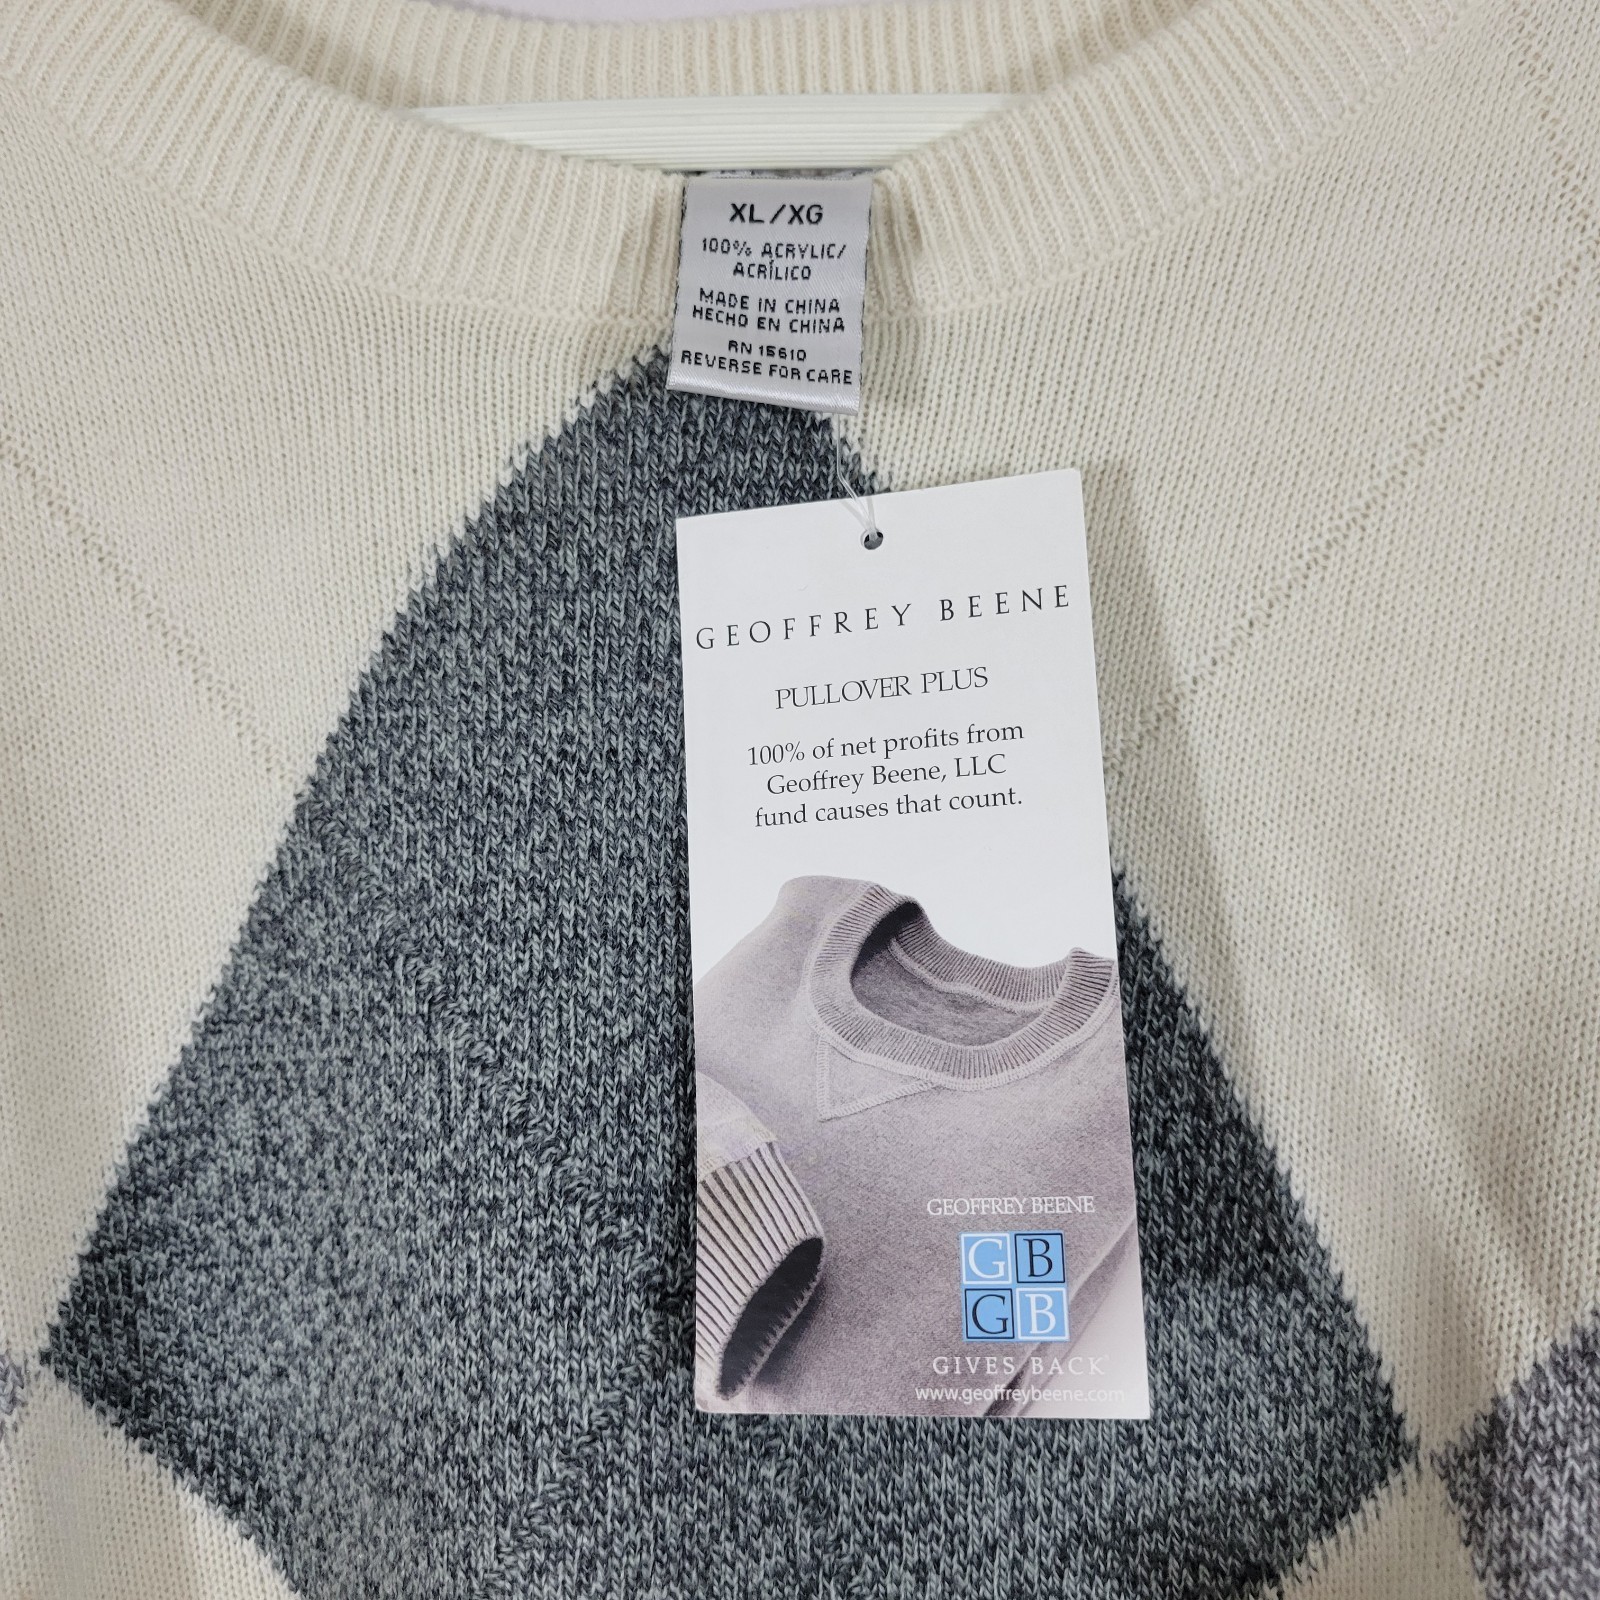 XL/XG
100% ACRYLIC/
ACRÍLICO
MADE IN CHINA
HECHO EN CHINA
RN 15610
REVERSE FOR CARE
GEOFFREY BEENE
PULLOVER PLUS
100% of net profits from
Geoffrey Beene, LLC
fund causes that count.
GEOFFREY BEENE
G B
G B
GIVES BACK
www.geoffreybeene.com